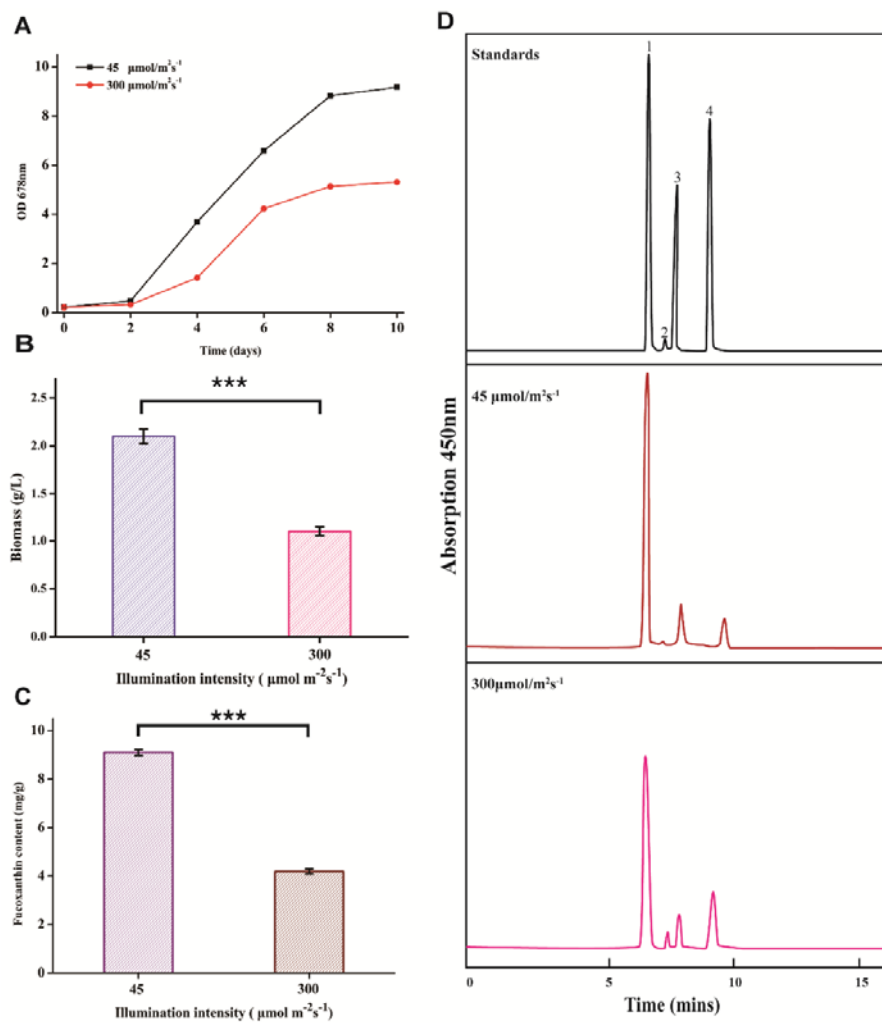 A
45 μmol/m²s⁻¹
300 μmol/m²s⁻¹
OD 678nm
10
8
6
4
2
0
0 2 4 6 8 10
Time (days)
B
***
Biomass (g/L)
2.5
2.0
1.5
1.0
0.5
0.0
45 300
Illumination intensity ( μmol m⁻²s⁻¹)
C
***
Fucoxanthin content (mg/g)
10
8
6
4
2
0
45 300
Illumination intensity ( μmol m⁻²s⁻¹)
D
Standards
1
2
3
4
45 μmol/m²s⁻¹
300μmol/m²s⁻¹
Absorption 450nm
0 5 10 15
Time (mins)